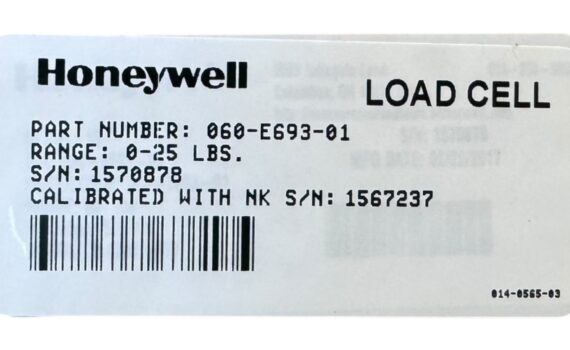 Honeywell
LOAD CELL
PART NUMBER: 060-E693-01
RANGE: 0-25 LBS.
S/N: 1570878
CALIBRATED WITH NK S/N: 1567237
014-0565-03